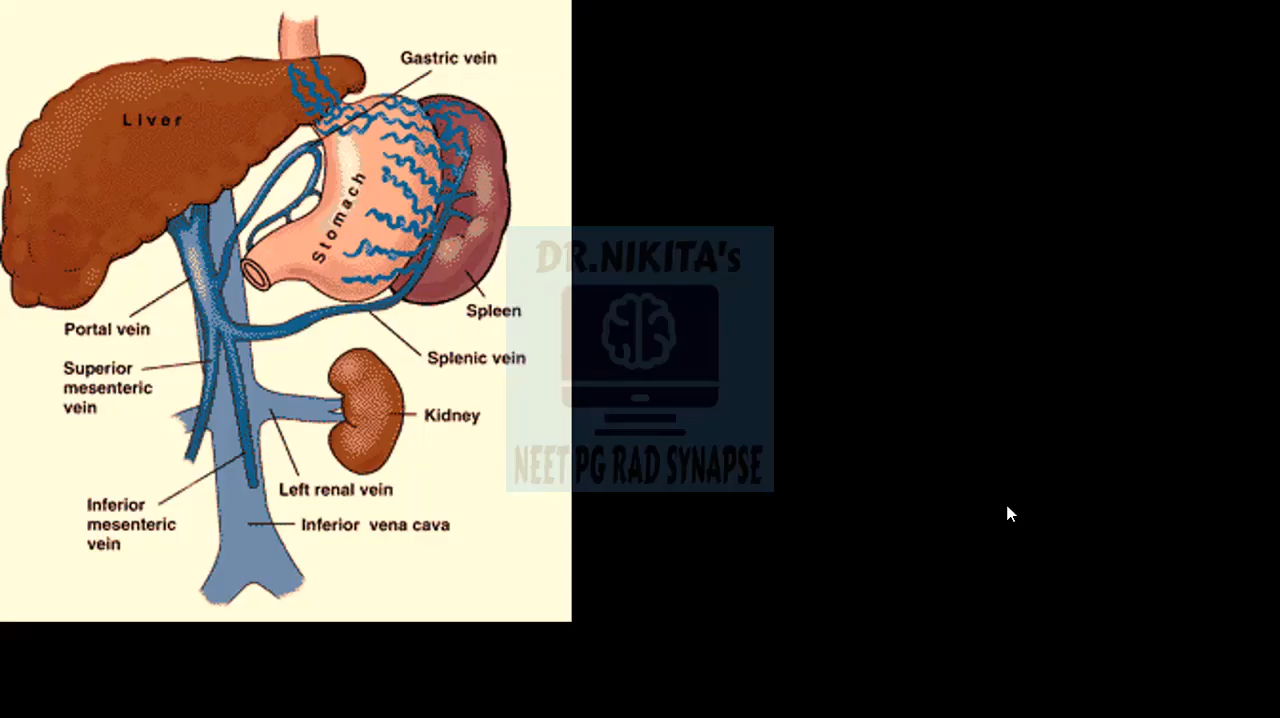 Gastric vein
Liver
Stomach
Spleen
Portal vein
Splenic vein
Superior
mesenteric
vein
Kidney
Left renal vein
Inferior
mesenteric
vein
Inferior vena cava
DR.NIKITA's
NEET PG RAD SYNAPSE